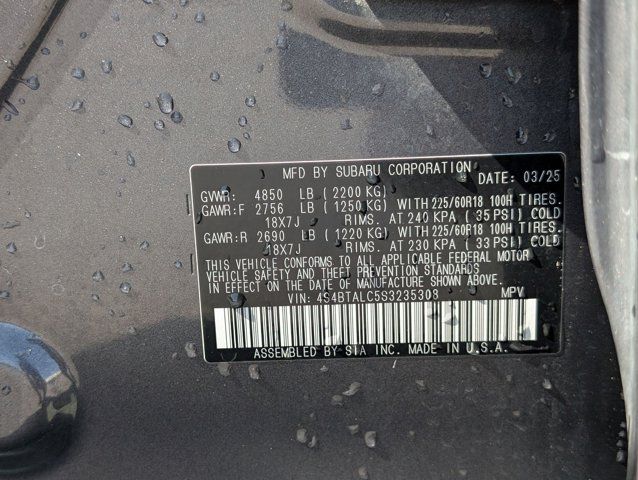 MFD BY SUBARU CORPORATION DATE: 03/25
GVWR: 4850 LB (2200 KG)
GAWR:F 2756 LB (1250 KG) WITH 225/60R18 100H TIRES.
18X7J RIMS. AT 240 KPA (35 PSI) COLD
GAWR:R 2690 LB (1220 KG) WITH 225/60R18 100H TIRES.
18X7J RIMS. AT 230 KPA (33 PSI) COLD
THIS VEHICLE CONFORMS TO ALL APPLICABLE FEDERAL MOTOR
VEHICLE SAFETY AND THEFT PREVENTION STANDARDS
IN EFFECT ON THE DATE OF MANUFACTURE SHOWN ABOVE.
VIN: 4S4BTALC5S3235308 MPV
ASSEMBLED BY SIA INC. MADE IN U.S.A.